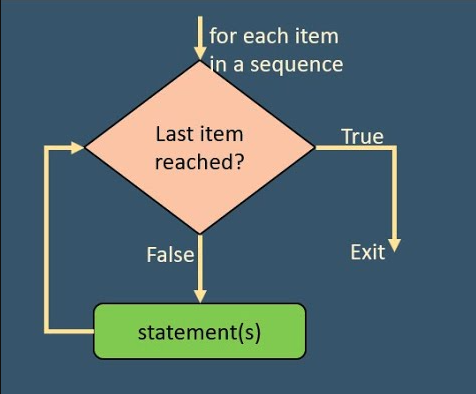 for each item
in a sequence
Last item
reached?
True
False
Exit
statement(s)